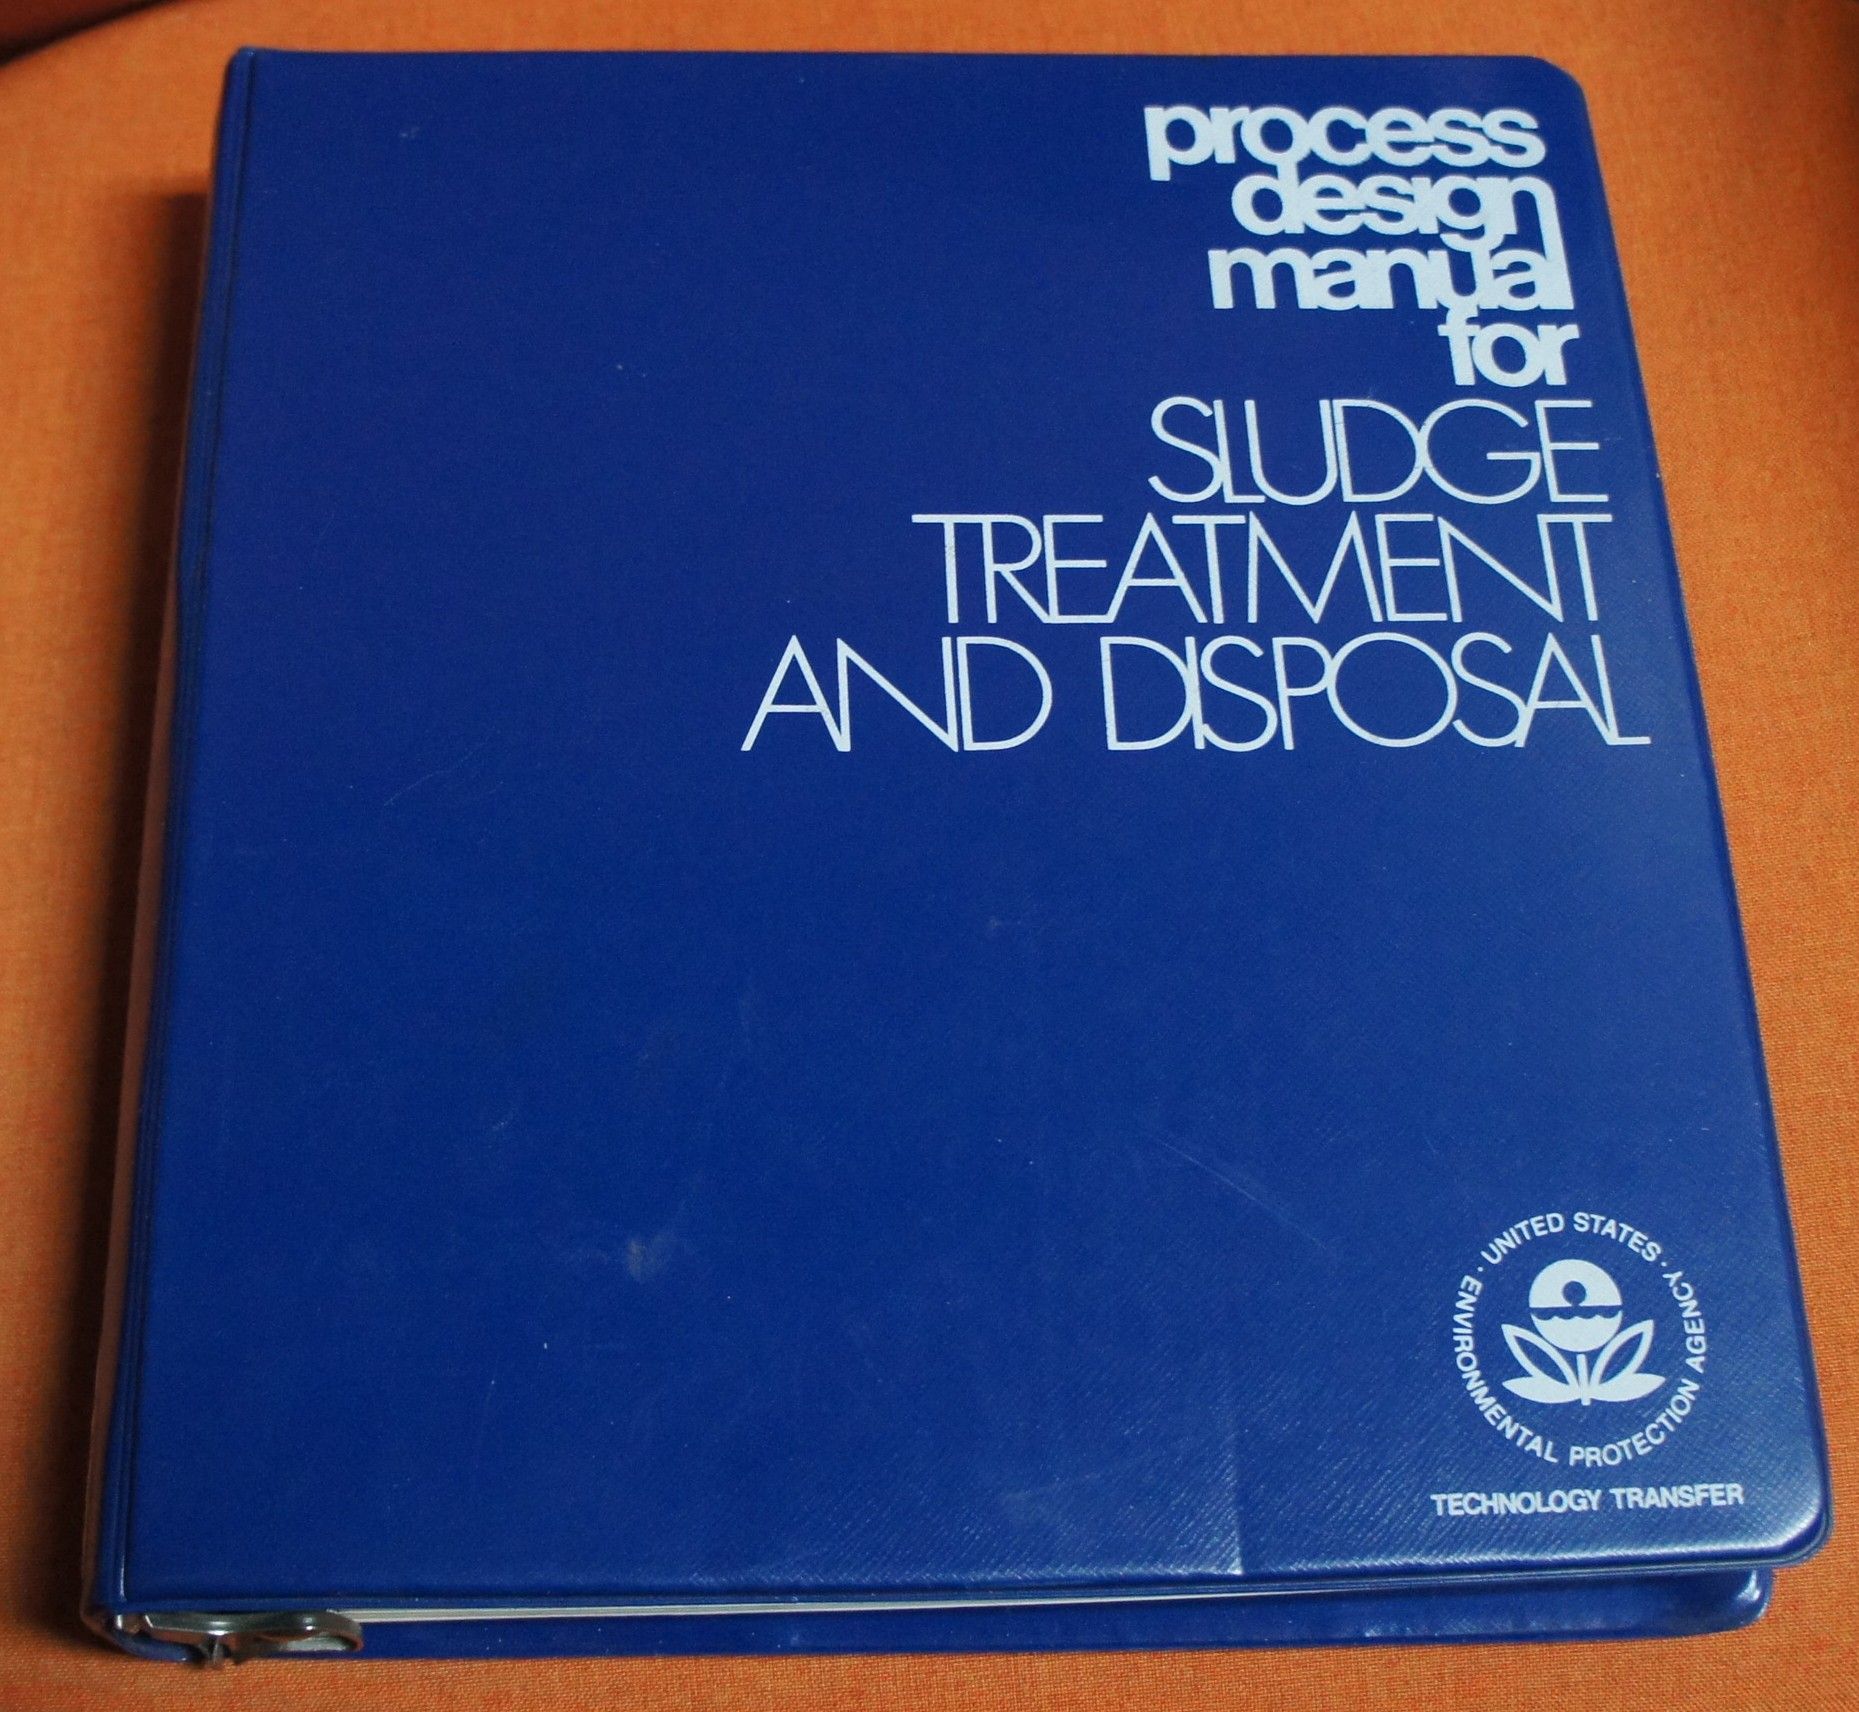 process
design
manual
for
SLUDGE
TREATMENT
AND DISPOSAL
· UNITED STATES ·
ENVIRONMENTAL PROTECTION AGENCY
TECHNOLOGY TRANSFER